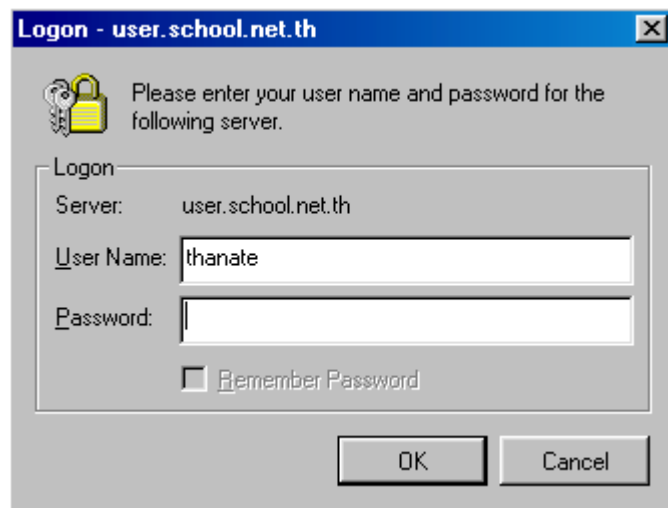 Logon - user.school.net.th
Please enter your user name and password for the
following server.
Logon
Server: user.school.net.th
User Name: thanate
Password:
Remember Password
OK Cancel